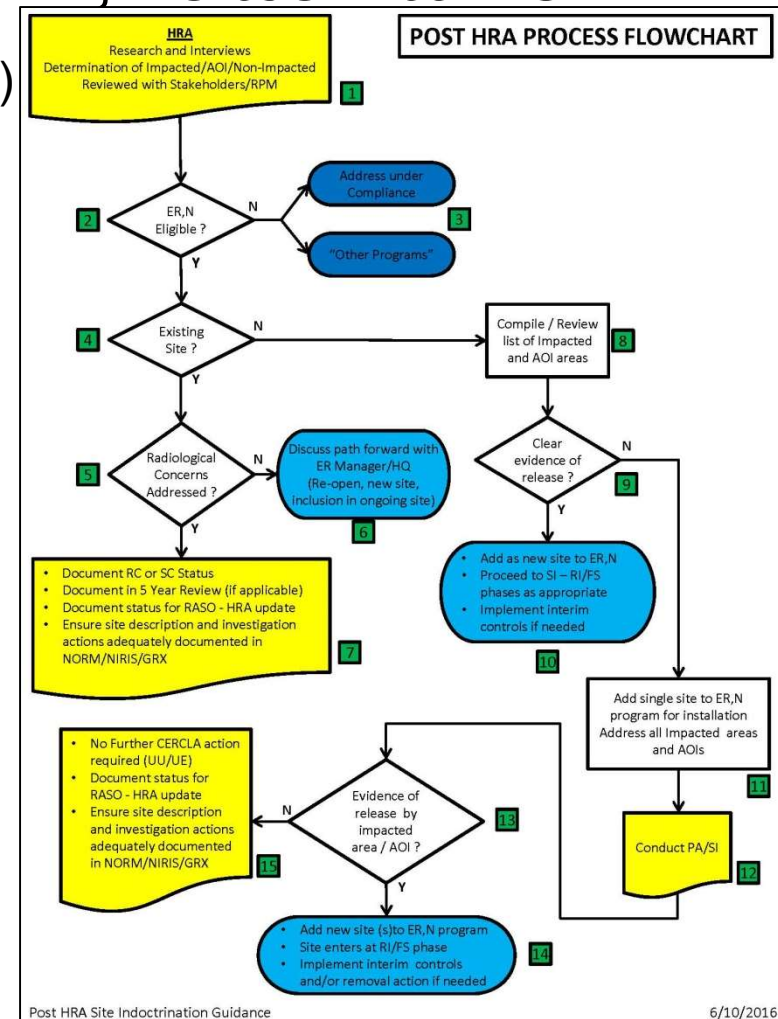 )
POST HRA PROCESS FLOWCHART
HRA
Research and Interviews
Determination of Impacted/AOI/Non-Impacted
Reviewed with Stakeholders/RPM
1
2
ER,N
Eligible ?
N
Y
Address under
Compliance
3
"Other Programs"
4
Existing
Site ?
N
Y
Compile / Review
list of Impacted
and AOI areas
8
5
Radiological
Concerns
Addressed ?
N
Y
Discuss path forward with
ER Manager/HQ
(Re-open, new site,
inclusion in ongoing site)
6
Clear
evidence of
release ?
N
9
Y
• Document RC or SC Status
• Document in 5 Year Review (if applicable)
• Document status for RASO - HRA update
• Ensure site description and investigation
actions adequately documented in
NORM/NIRIS/GRX
7
• Add as new site to ER,N
• Proceed to SI – RI/FS
phases as appropriate
• Implement interim
controls if needed
10
Add single site to ER,N
program for installation
Address all Impacted areas
and AOIs
11
Conduct PA/SI
12
• No Further CERCLA action
required (UU/UE)
• Document status for
RASO - HRA update
• Ensure site description
and investigation actions
adequately documented
in NORM/NIRIS/GRX
15
N
Evidence of
release by
impacted
area / AOI ?
13
Y
• Add new site (s)to ER,N program
• Site enters at RI/FS phase
• Implement interim controls
and/or removal action if needed
14
Post HRA Site Indoctrination Guidance
6/10/2016